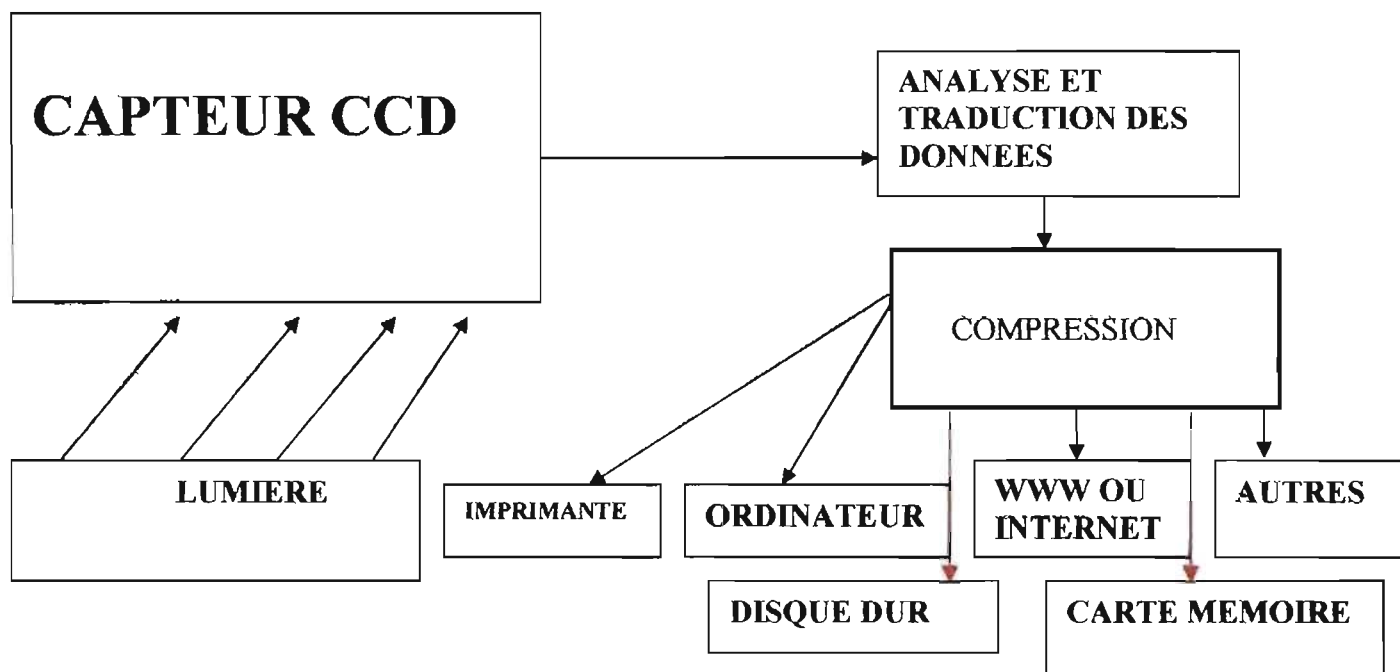 CAPTEUR CCD
ANALYSE ET
TRADUCTION DES
DONNEES
COMPRESSION
LUMIERE
IMPRIMANTE
ORDINATEUR
WWW OU
INTERNET
AUTRES
DISQUE DUR
CARTE MEMOIRE